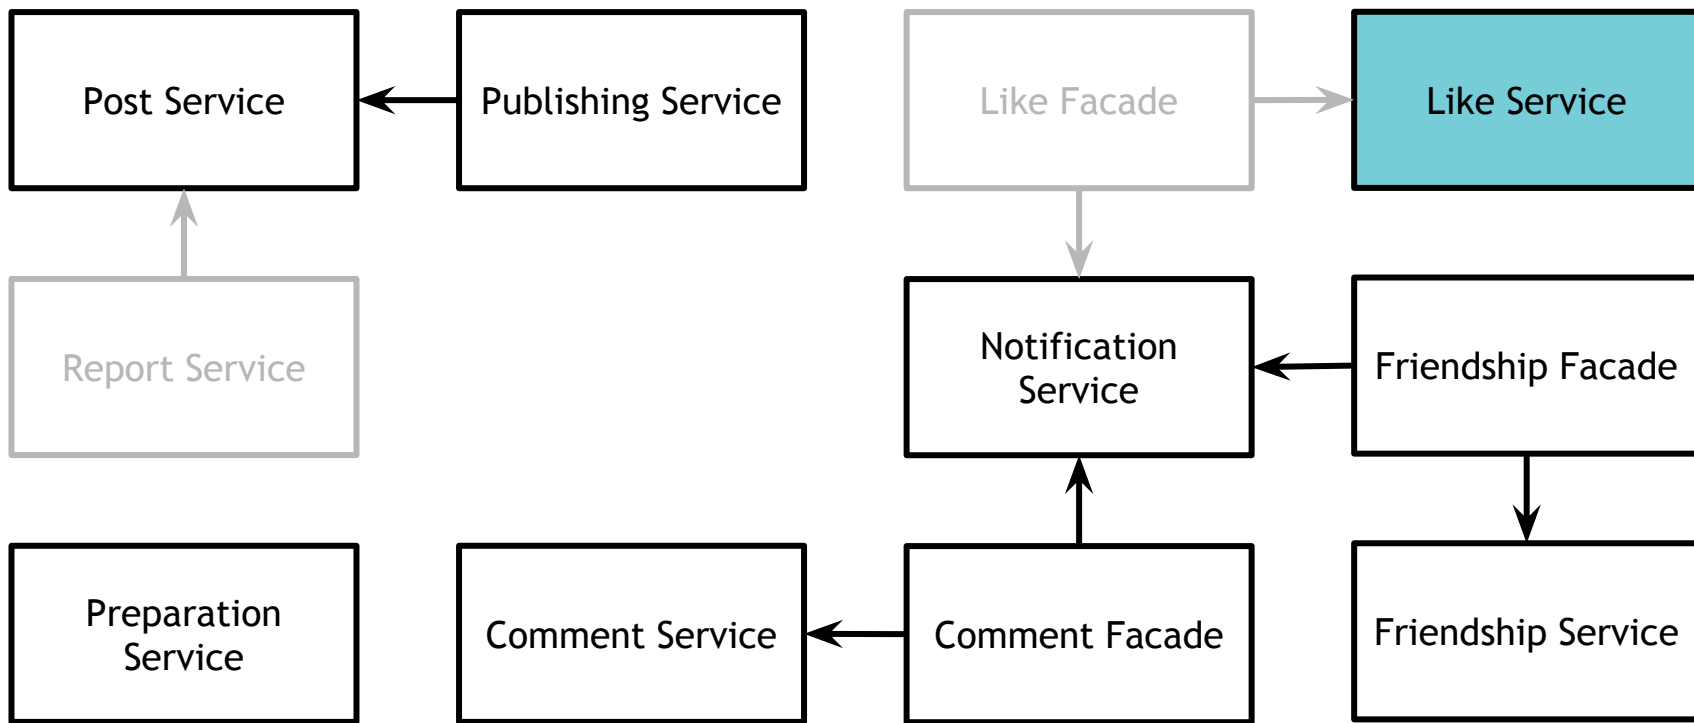 Post Service
Publishing Service
Like Facade
Like Service
Report Service
Notification
Service
Friendship Facade
Preparation
Service
Comment Service
Comment Facade
Friendship Service